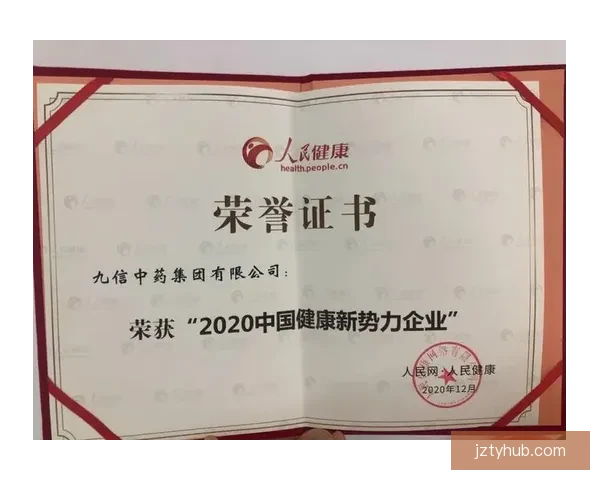 人民健康
health.people.cn
荣誉证书
九信中药集团有限公司：
荣获“2020中国健康新势力企业”
人民网·人民健康
2020年12月
jztyhub.com